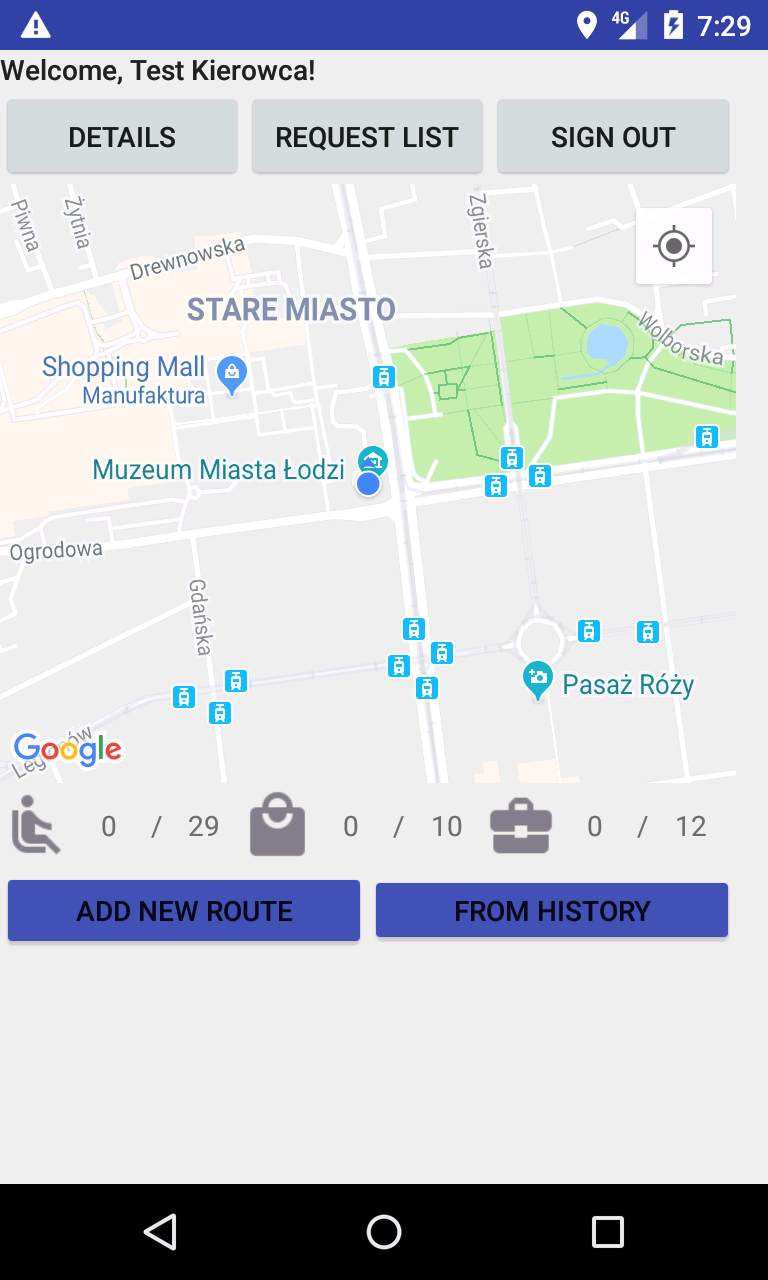 4G 7:29
Welcome, Test Kierowca!
DETAILS REQUEST LIST SIGN OUT
Piwna
Żytnia
Zgierska
Drewnowska
STARE MIASTO
Wolborska
Shopping Mall
Manufaktura
Muzeum Miasta Łodzi
Ogrodowa
Gdańska
Pasaż Róży
Legionów
Google
0 / 29 0 / 10 0 / 12
ADD NEW ROUTE FROM HISTORY